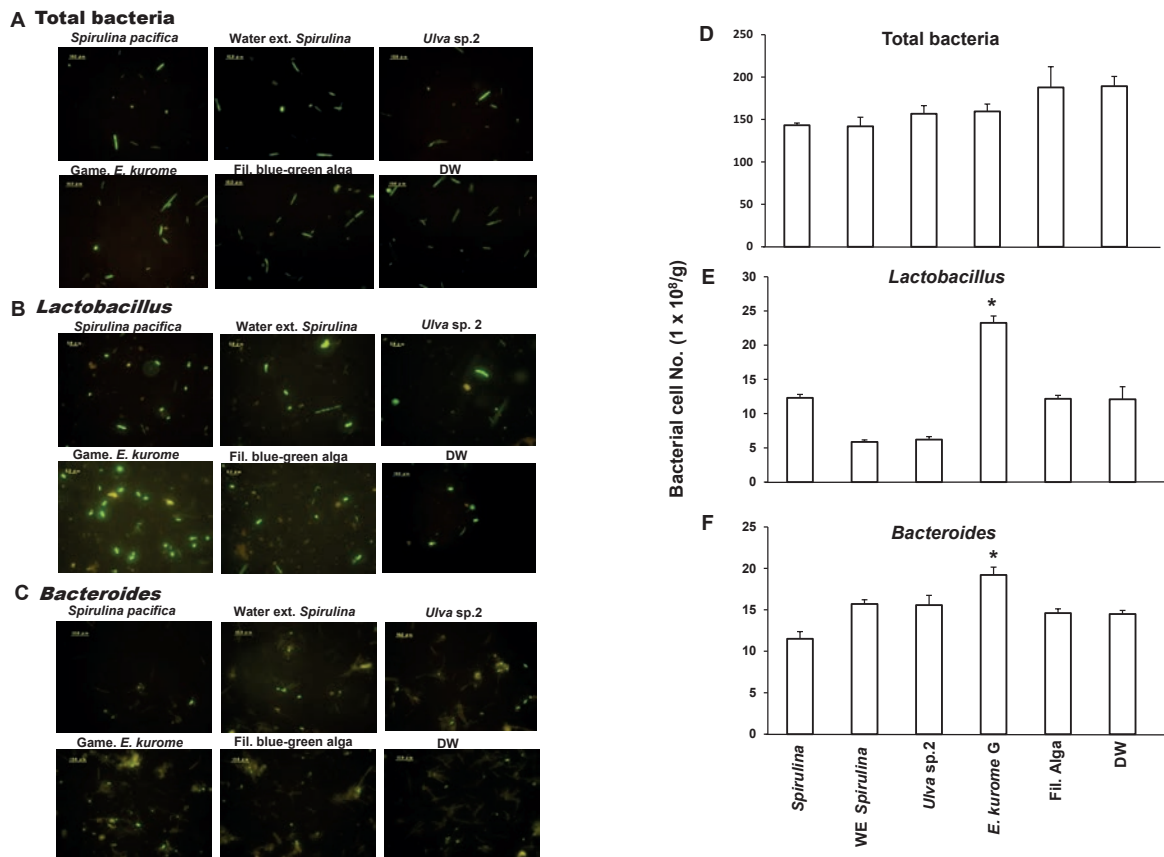 A Total bacteria
Spirulina pacifica
Water ext. Spirulina
Ulva sp.2
Game. E. kurome
Fil. blue-green alga
DW
B Lactobacillus
Spirulina pacifica
Water ext. Spirulina
Ulva sp. 2
Game. E. kurome
Fil. blue-green alga
DW
C Bacteroides
Spirulina pacifica
Water ext. Spirulina
Ulva sp.2
Game. E. kurome
Fil. blue-green alga
DW
Bacterial cell No. (1 x 10⁸/g)
D Total bacteria
250
200
150
100
50
0
E Lactobacillus
30
25
20
15
10
5
0
*
F Bacteroides
25
20
15
10
5
0
*
Spirulina
WE Spirulina
Ulva sp.2
E. kurome G
Fil. Alga
DW